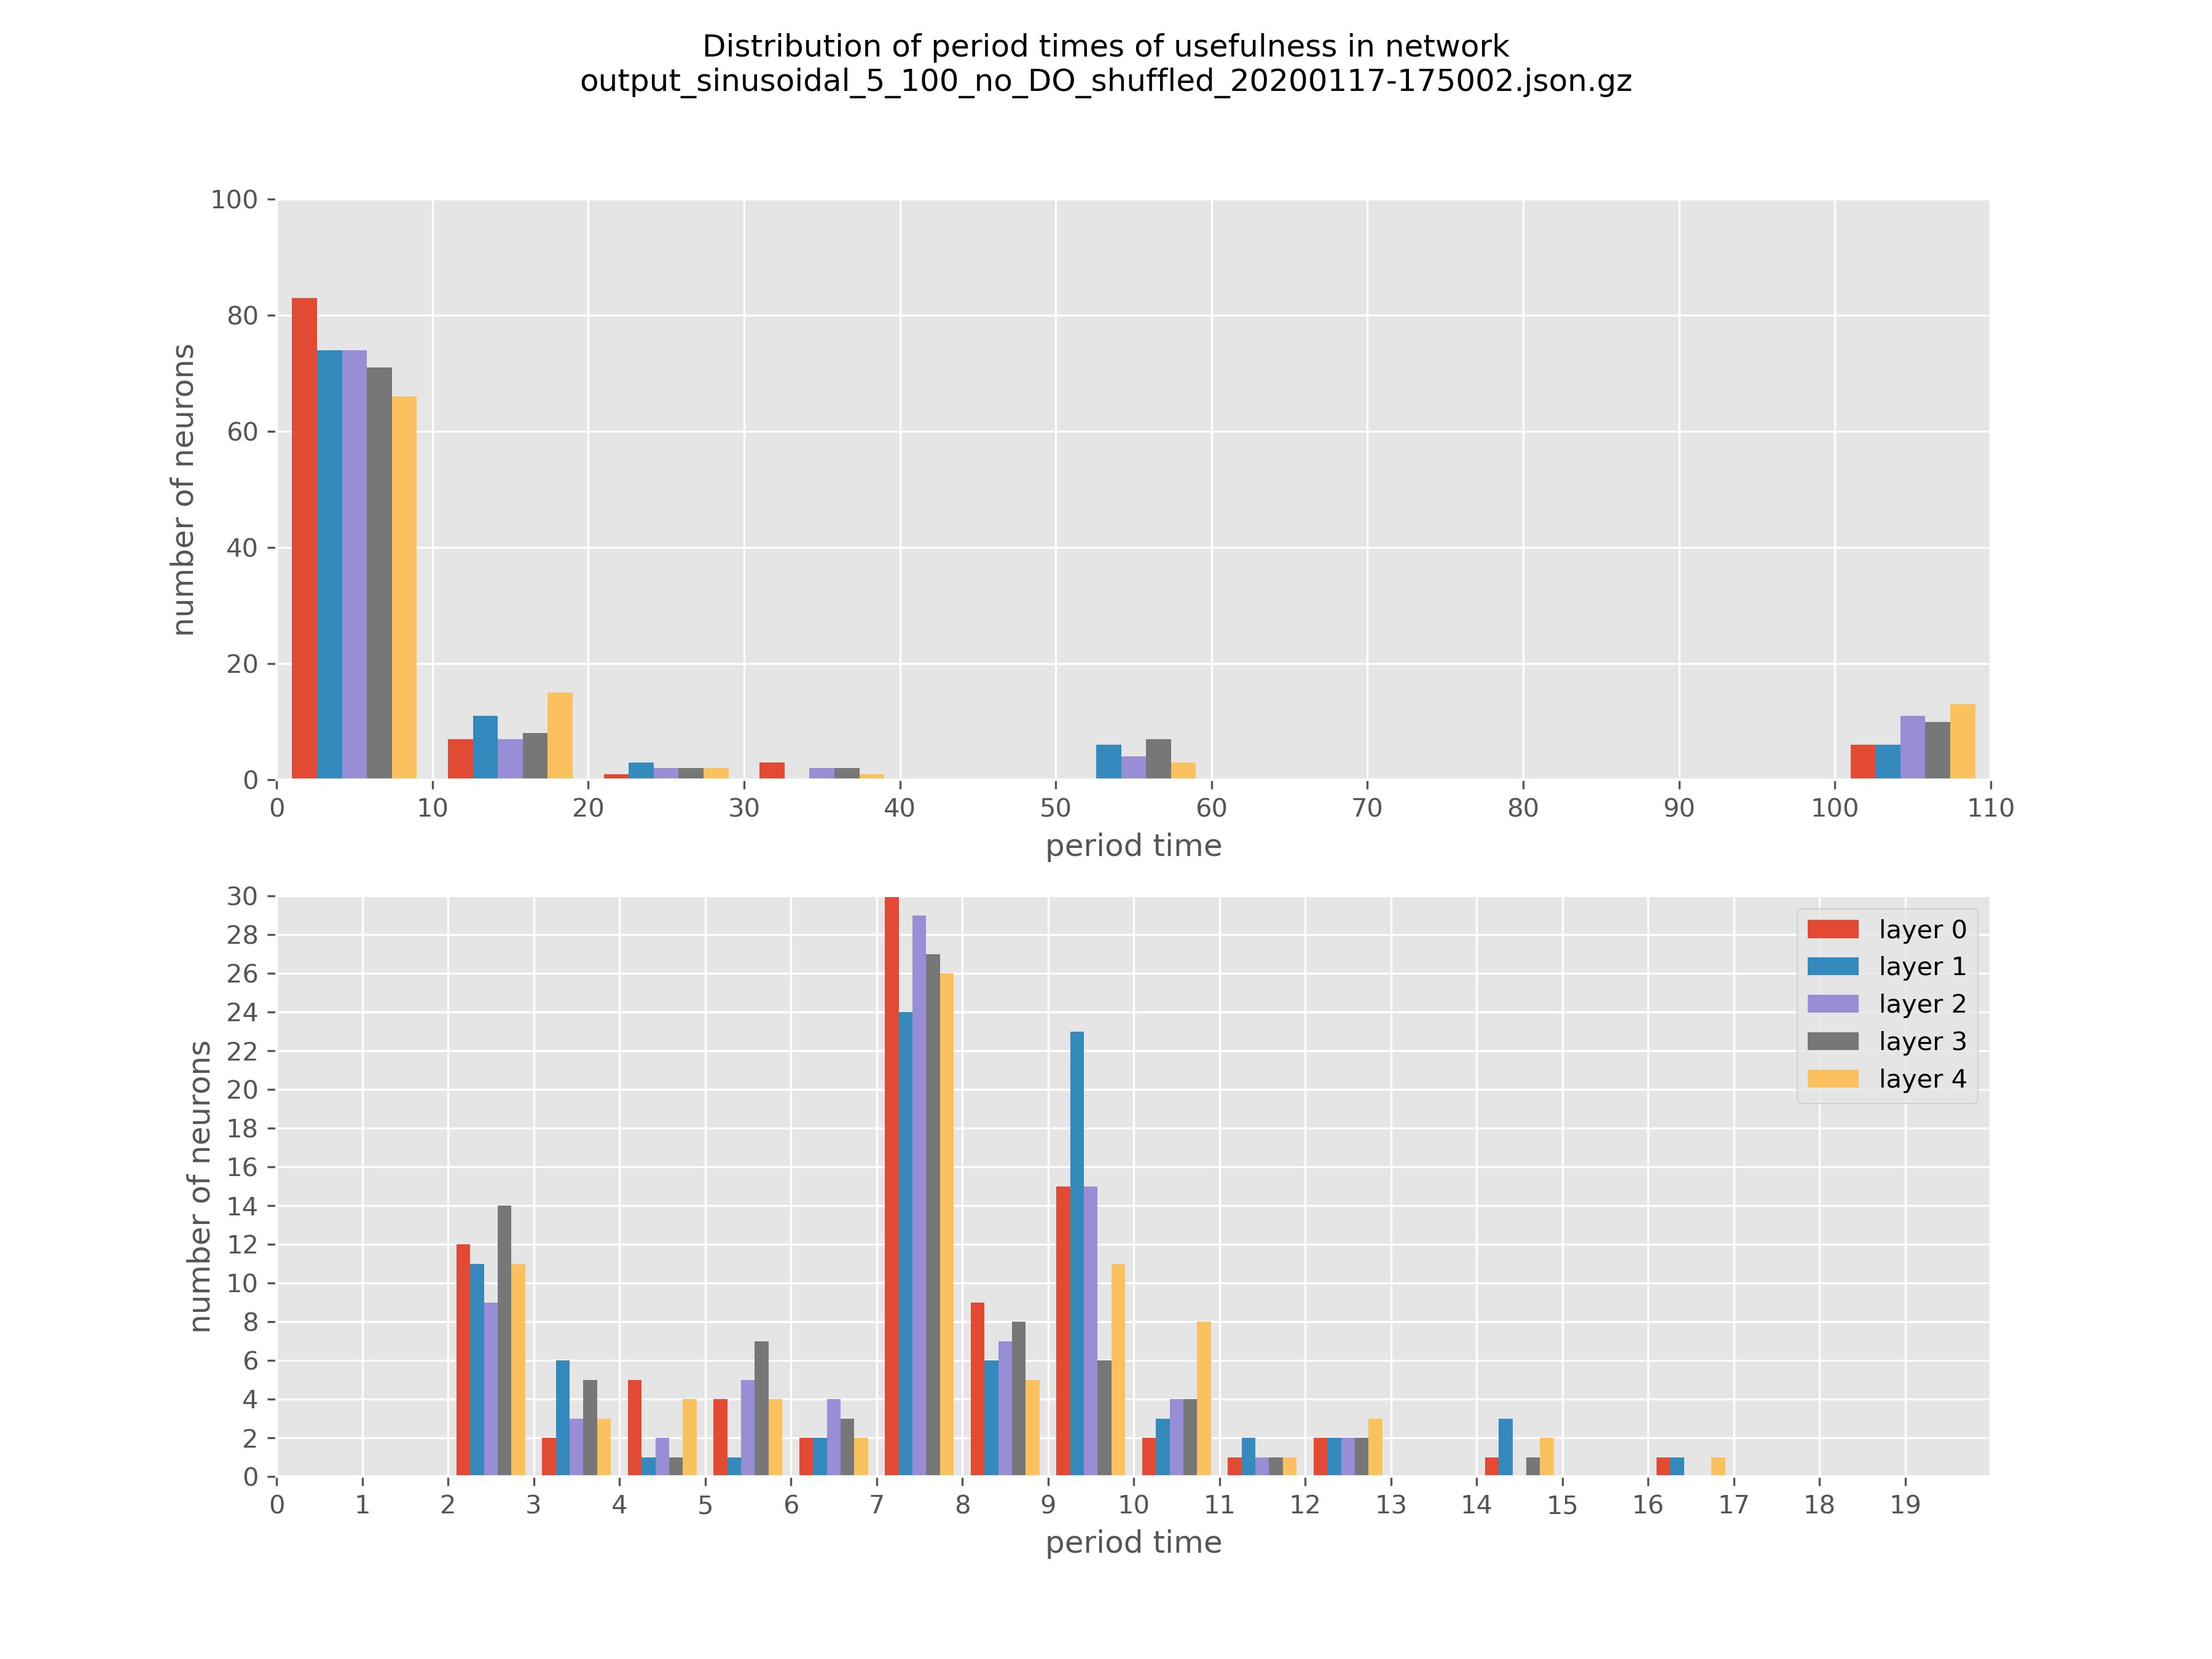 Distribution of period times of usefulness in network
output_sinusoidal_5_100_no_DO_shuffled_20200117-175002.json.gz
100
80
60
40
20
0
number of neurons
0 10 20 30 40 50 60 70 80 90 100 110
period time
30
28
26
24
22
20
18
16
14
12
10
8
6
4
2
0
number of neurons
layer 0
layer 1
layer 2
layer 3
layer 4
0 1 2 3 4 5 6 7 8 9 10 11 12 13 14 15 16 17 18 19
period time